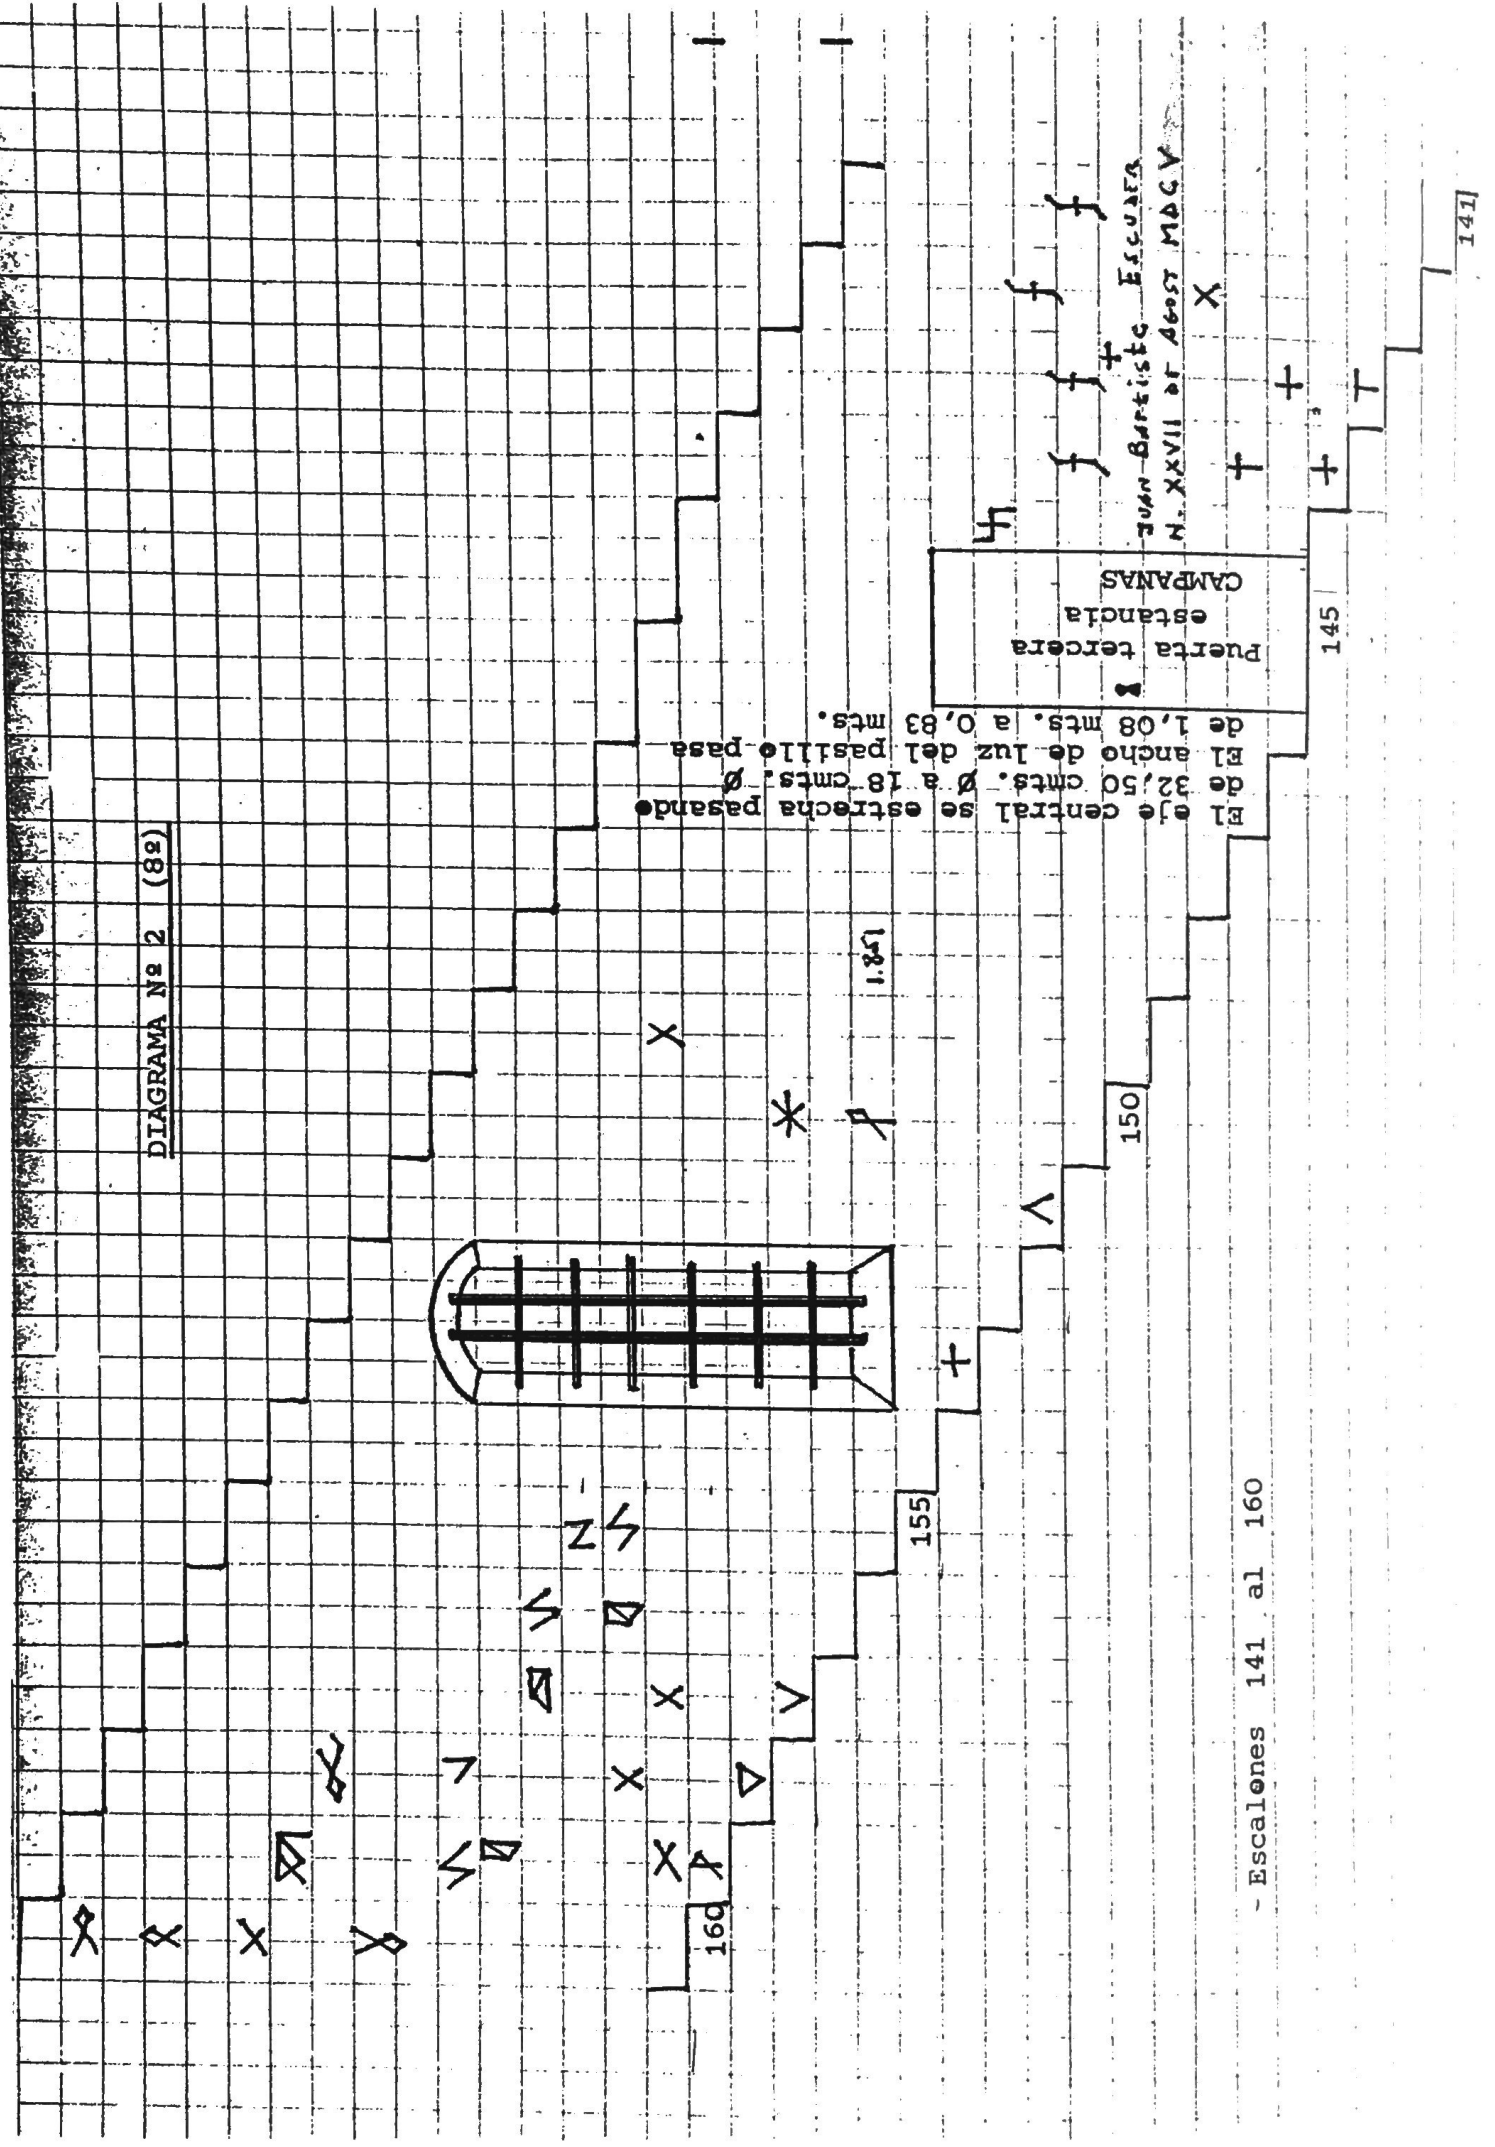 DIAGRAMA Nº 2 (8º)
1.851
El eje central se estrecha pasando
de 32,50 cmts. Ø a 18 cmts. Ø
El ancho de luz del pasillo pasa
de 1,08 mts. a 0,83 mts.
Puerta tercera
estancia
CAMPANAS
JUAN BAPtistC ESCUDER
N. XXVII DE AGOST MDCV
160
155
150
145
141
- Escalones 141 al 160